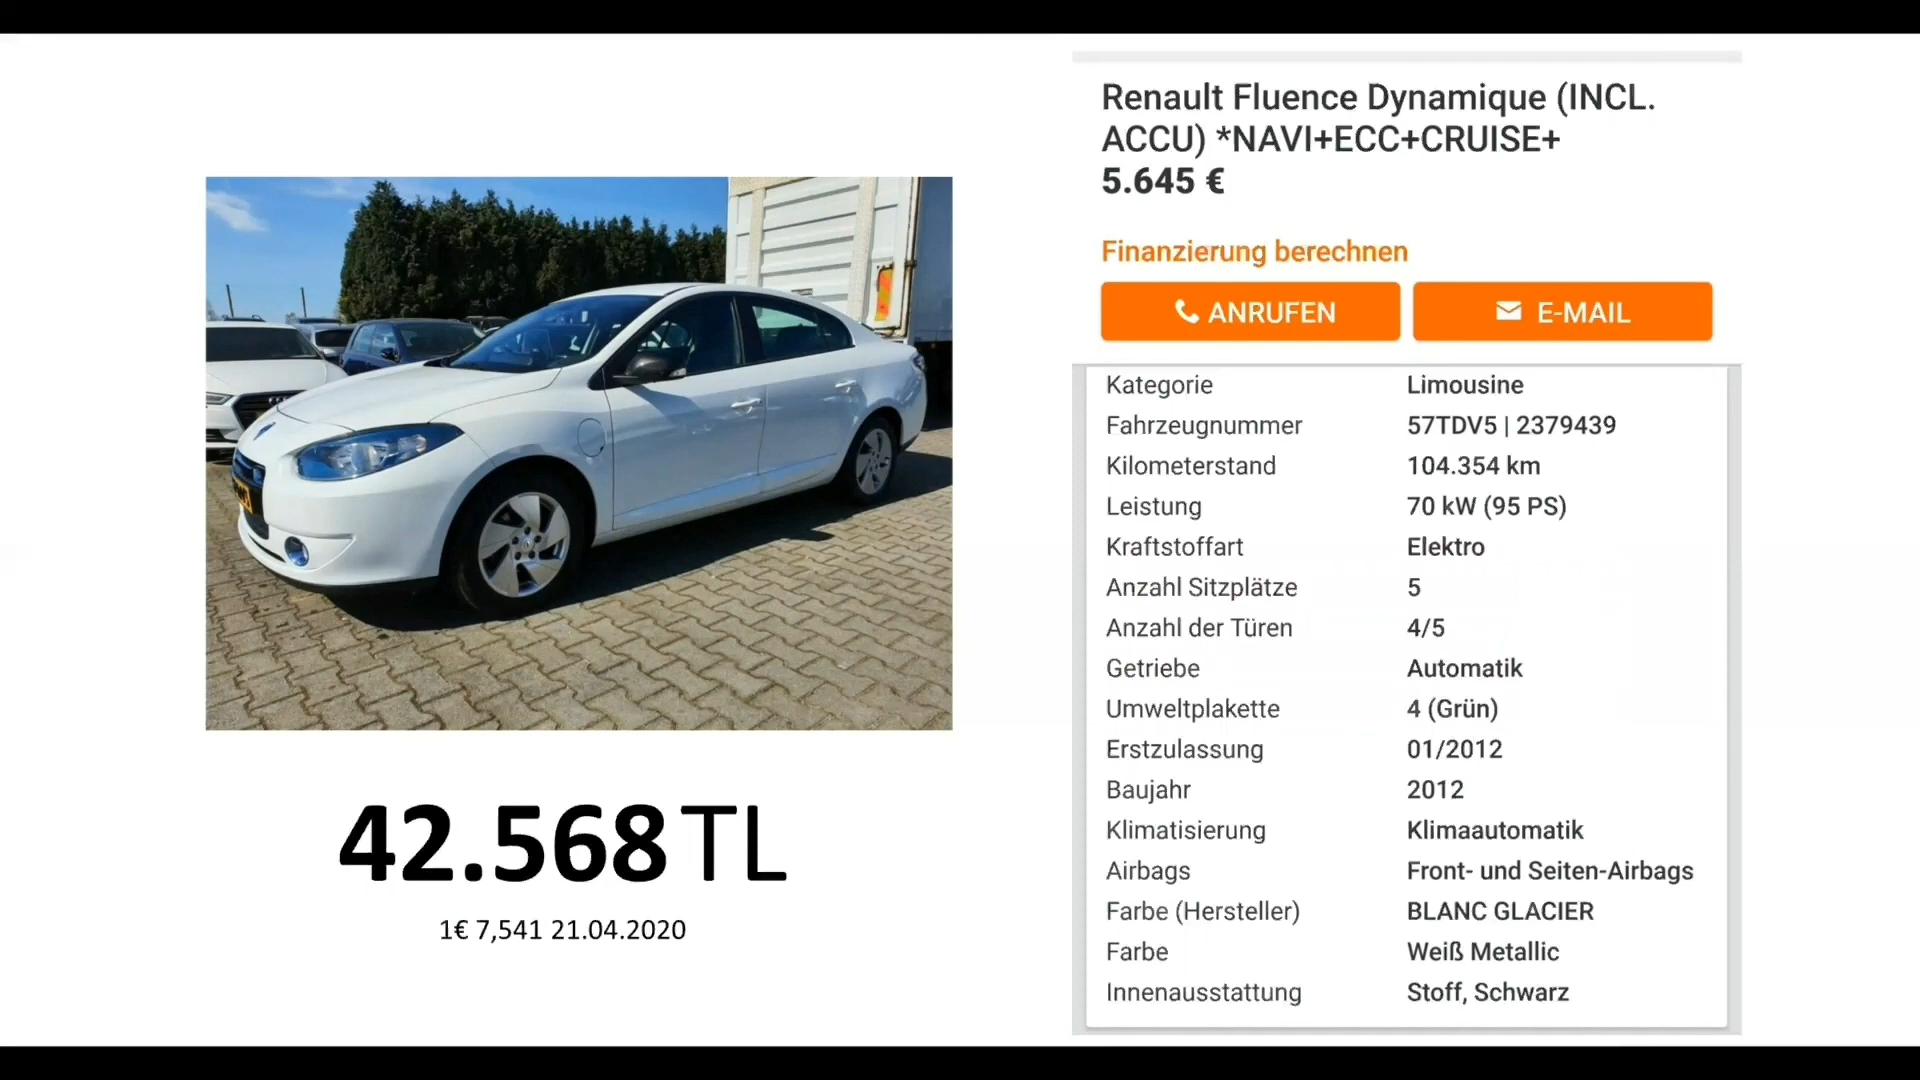 Renault Fluence Dynamique (INCL.
ACCU) *NAVI+ECC+CRUISE+
5.645 €
Finanzierung berechnen
ANRUFEN
E-MAIL
Kategorie Limousine
Fahrzeugnummer 57TDV5 | 2379439
Kilometerstand 104.354 km
Leistung 70 kW (95 PS)
Kraftstoffart Elektro
Anzahl Sitzplätze 5
Anzahl der Türen 4/5
Getriebe Automatik
Umweltplakette 4 (Grün)
Erstzulassung 01/2012
Baujahr 2012
Klimatisierung Klimaautomatik
Airbags Front- und Seiten-Airbags
Farbe (Hersteller) BLANC GLACIER
Farbe Weiß Metallic
Innenausstattung Stoff, Schwarz
42.568 TL
1€ 7,541 21.04.2020